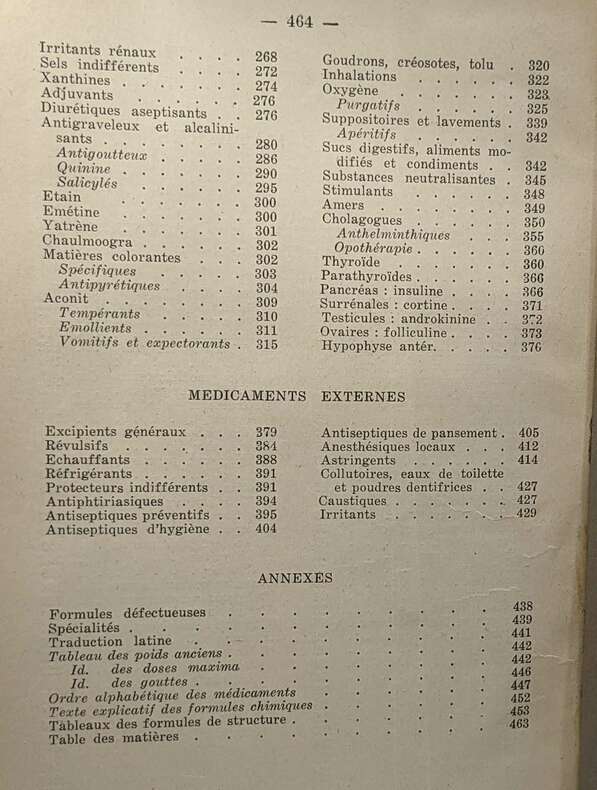 — 464 —
Irritants rénaux . . . . 268
Sels indifférents . . . . 272
Xanthines . . . . . . 274
Adjuvants . . . . . . 276
Diurétiques aseptisants . . 276
Antigraveleux et alcalini-
sants . . . . . . . . 280
Antigoutteux . . . . . 286
Quinine . . . . . . . 290
Salicylés . . . . . . 295
Etain . . . . . . . 300
Emétine . . . . . . . 300
Yatrène . . . . . . . 301
Chaulmoogra . . . . . . 302
Matières colorantes . . . 302
Spécifiques . . . . . 303
Antipyrétiques . . . . 304
Aconit . . . . . . . . 309
Tempérants . . . . . 310
Emollients . . . . . . 311
Vomitifs et expectorants . 315
Goudrons, créosotes, tolu . 320
Inhalations . . . . . . 322
Oxygène . . . . . . . 323
Purgatifs . . . . . . 325
Suppositoires et lavements . 339
Apéritifs . . . . . . 342
Sucs digestifs, aliments mo-
difiés et condiments . . 342
Substances neutralisantes . 345
Stimulants . . . . . . 348
Amers . . . . . . . . 349
Cholagogues . . . . . . 350
Anthelminthiques . . . 355
Opothérapie . . . . . . 360
Thyroïde . . . . . . . 360
Parathyroïdes . . . . . . 366
Pancréas : insuline . . . . 366
Surrénales : cortine . . . . 371
Testicules : androkinine . . 372
Ovaires : folliculine . . . . 373
Hypophyse antér. . . . . 376
MEDICAMENTS EXTERNES
Excipients généraux . . . 379
Révulsifs . . . . . . . 384
Echauffants . . . . . . 388
Réfrigérants . . . . . . 391
Protecteurs indifférents . . 391
Antiphtiriasiques . . . . 394
Antiseptiques préventifs . . 395
Antiseptiques d'hygiène . . 404
Antiseptiques de pansement . 405
Anesthésiques locaux . . . 412
Astringents . . . . . . 414
Collutoires, eaux de toilette
et poudres dentifrices . . 427
Caustiques . . . . . . . 427
Irritants . . . . . . . 429
ANNEXES
Formules défectueuses . . . . . . . . . 438
Spécialités . . . . . . . . . . . . 439
Traduction latine . . . . . . . . . . 441
Tableau des poids anciens . . . . . . . . . 442
Id. des doses maxima . . . . . . . . 442
Id. des gouttes . . . . . . . . . . 446
Ordre alphabétique des médicaments . . . . . . 447
Texte explicatif des formules chimiques . . . . . . 452
Tableaux des formules de structure . . . . . . . 453
Table des matières . . . . . . . . . . 463